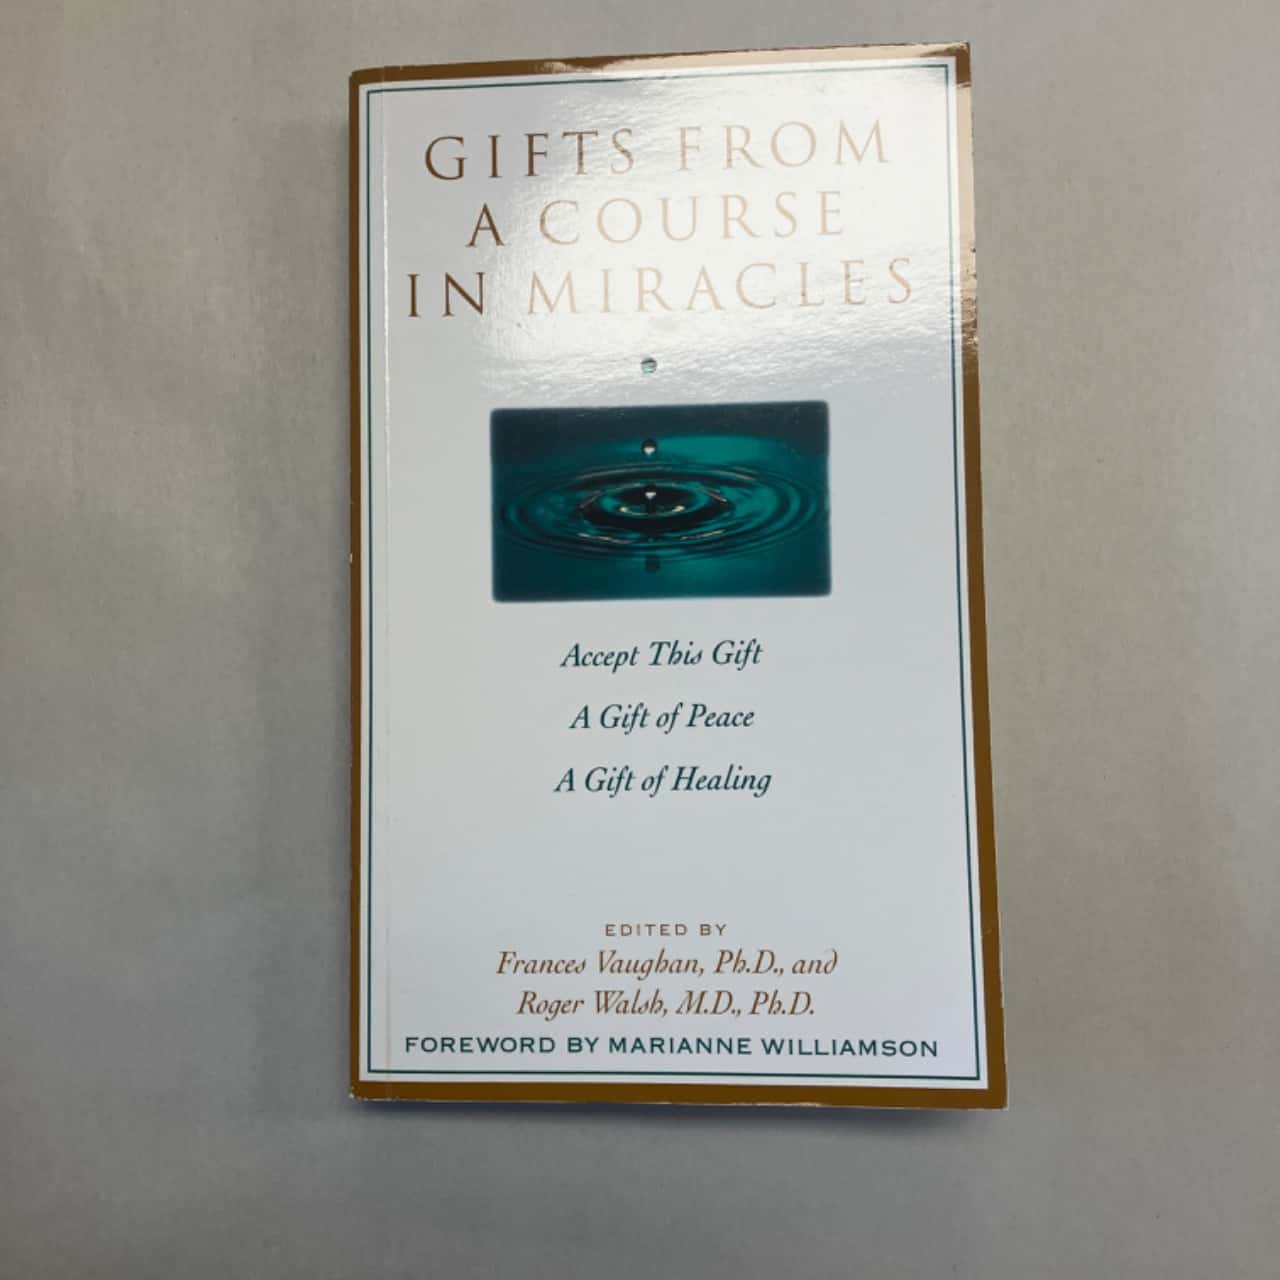 GIFTS FROM
A COURSE
IN MIRACLES
Accept This Gift
A Gift of Peace
A Gift of Healing
EDITED BY
Frances Vaughan, Ph.D., and
Roger Walsh, M.D., Ph.D.
FOREWORD BY MARIANNE WILLIAMSON